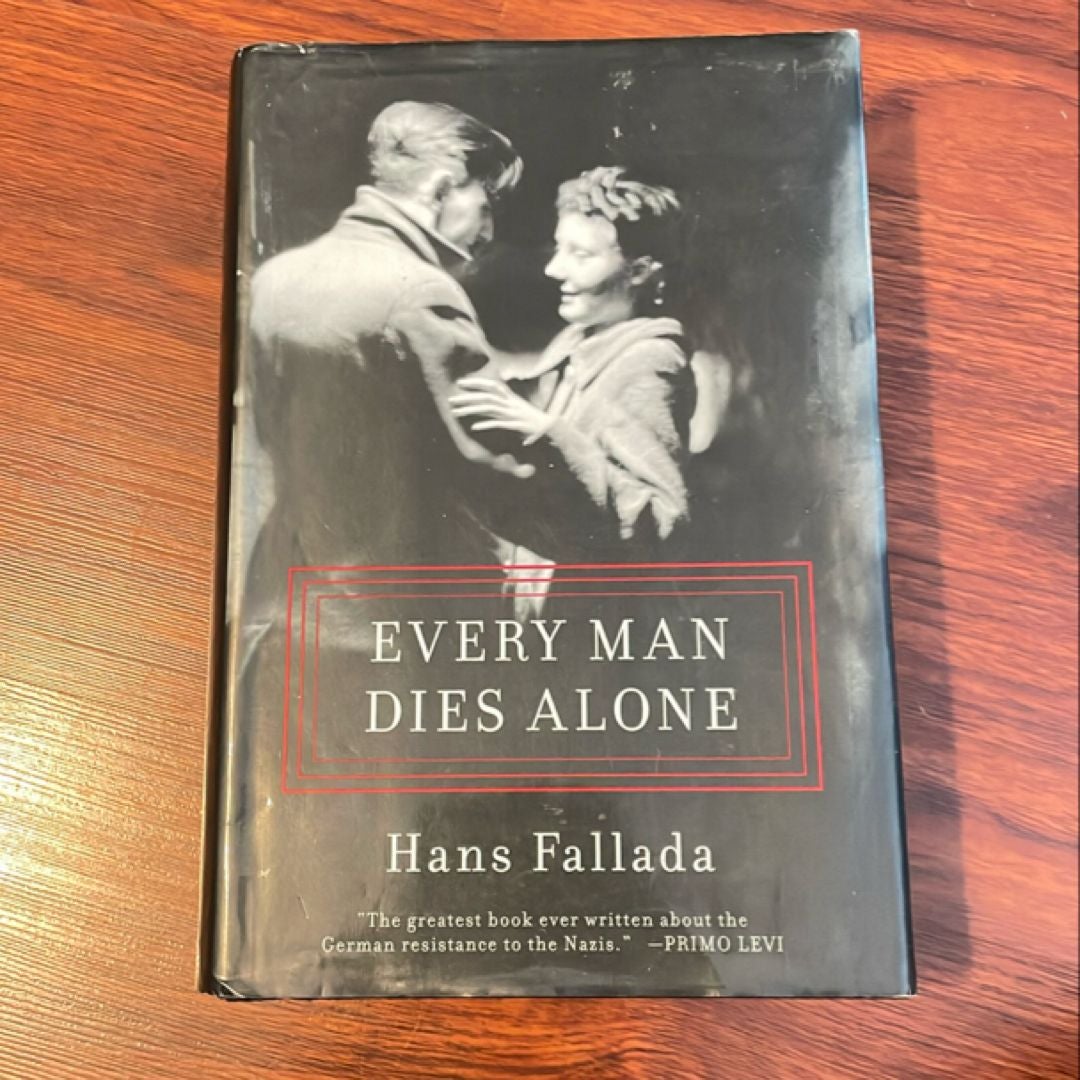 EVERY MAN
DIES ALONE
Hans Fallada
"The greatest book ever written about the
German resistance to the Nazis." —PRIMO LEVI